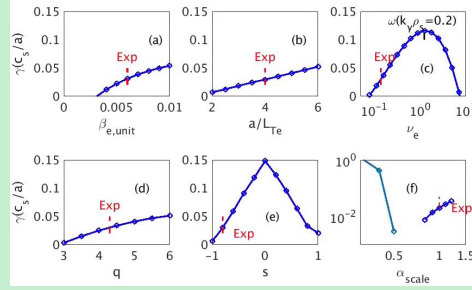 γ(c_s/a)
0.15
0.1
0.05
0
(a)
Exp
0
0.005
0.01
β_e,unit
0.15
0.1
0.05
0
(b)
Exp
2
4
6
a/L_Te
0.15
0.1
0.05
0
ω(k_yρ_s=0.2)
Exp
(c)
10^-1
10^0
10^1
ν_e
γ(c_s/a)
0.15
0.1
0.05
0
(d)
Exp
3
4
5
6
q
0.15
0.1
0.05
0
(e)
Exp
-1
0
1
s
10^0
10^-2
(f)
Exp
0.5
1
1.5
α_scale